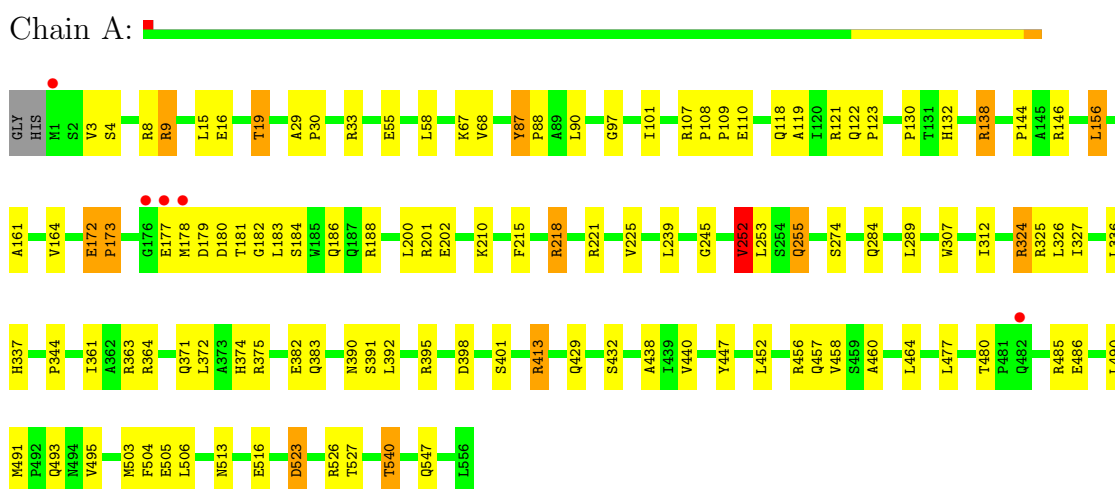 Chain A:
GLY HIS M1 S2 V3 S4 R8 R9 L15 E16 T19 A29 P30 R33 E55 L58 K67 V68 Y87 P88 A89 L90 G97 I101 R107 P108 P109 E110 Q118 A119 I120 R121 Q122 P123 P130 T131 H132 R138 P144 A145 R146 L156
A161 V164 E172 P173 G176 E177 M178 D179 D180 T181 G182 L183 S184 W185 Q186 Q187 R188 L200 R201 E202 K210 F215 R218 R221 V225 L239 G245 V252 L253 S254 Q255 S274 Q284 L289 W307 I312 R324 R325 L326 I327 L336
H337 P344 I361 A362 R363 R364 Q371 L372 A373 H374 R375 E382 Q383 N390 S391 L392 R395 D398 S401 R413 Q429 S432 A438 I439 V440 Y447 L452 R456 Q457 V458 S459 A460 L464 L477 T480 P481 Q482 R485 E486 L490
M491 P492 Q493 N494 V495 M503 F504 E505 L506 N513 E516 D523 R526 T527 T540 Q547 L556